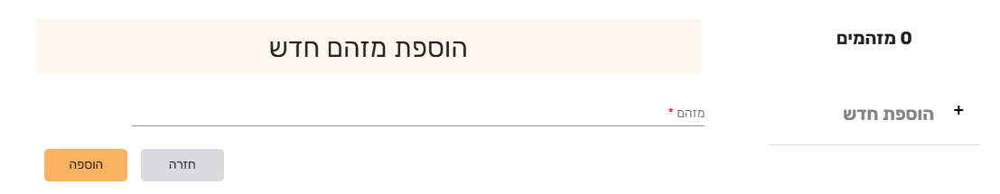 0 מזהמים
+ הוספת חדש
הוספת מזהם חדש
מזהם *
חזרה
הוספה